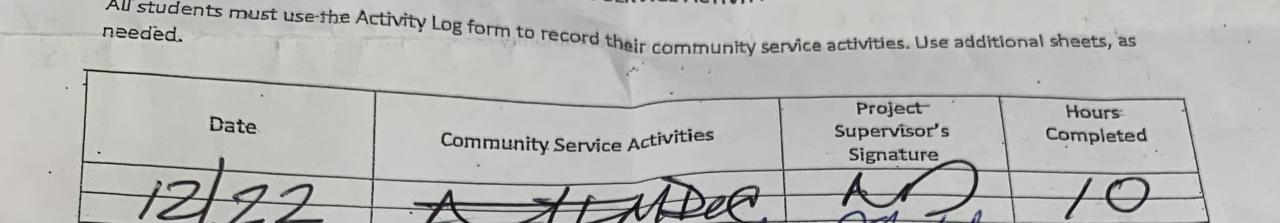 All students must use the Activity Log form to record their community service activities. Use additional sheets, as
needed.
Date
Community Service Activities
Project
Supervisor's
Signature
Hours
Completed
12/22
10